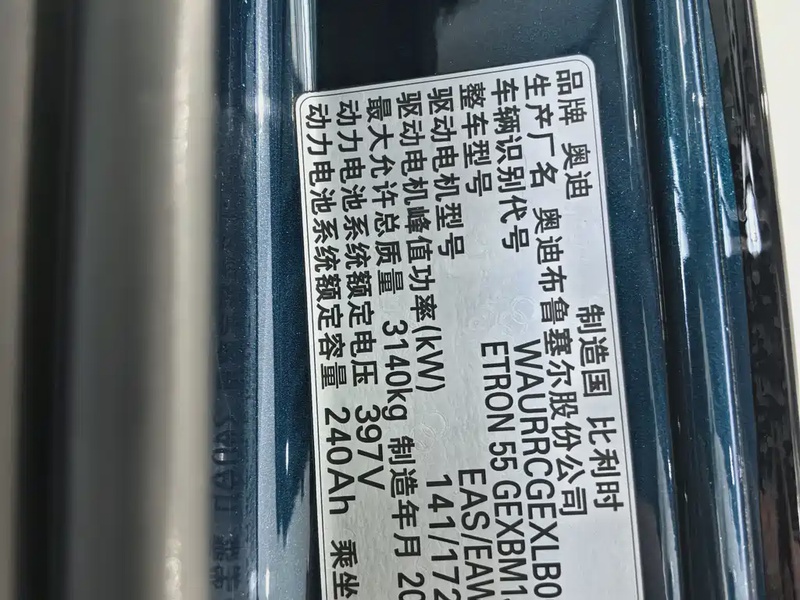 品牌 奥迪 制造国 比利时
生产厂名 奥迪布鲁塞尔股份公司
车辆识别代号 WAURRCGEXLB0
整车型号 ETRON 55 GEXBM1
驱动电机型号 EAS/EAW
驱动电机峰值功率(kW) 141/172
最大允许总质量 3140kg 制造年月 20
动力电池系统额定电压 397V
动力电池系统额定容量 240Ah 乘坐